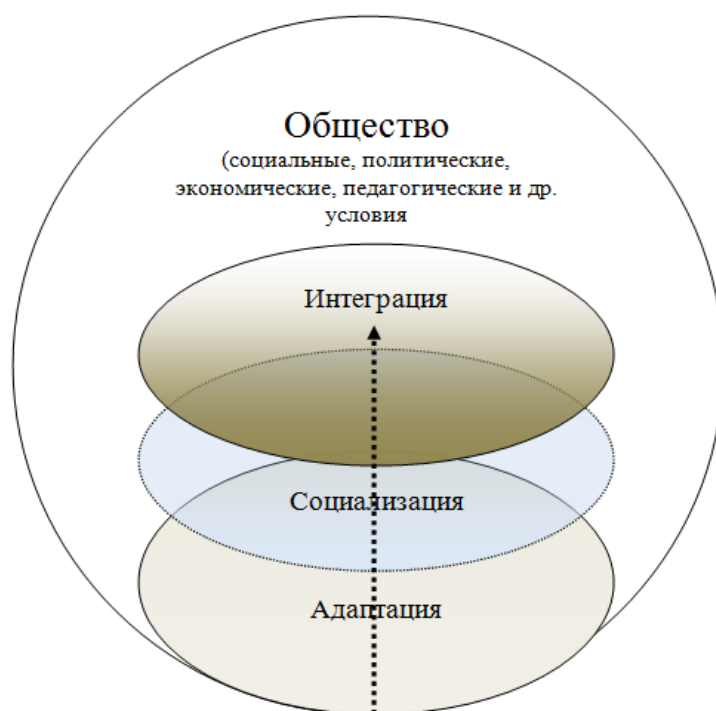 Общество
(социальные, политические,
экономические, педагогические и др.
условия
Интеграция
Социализация
Адаптация